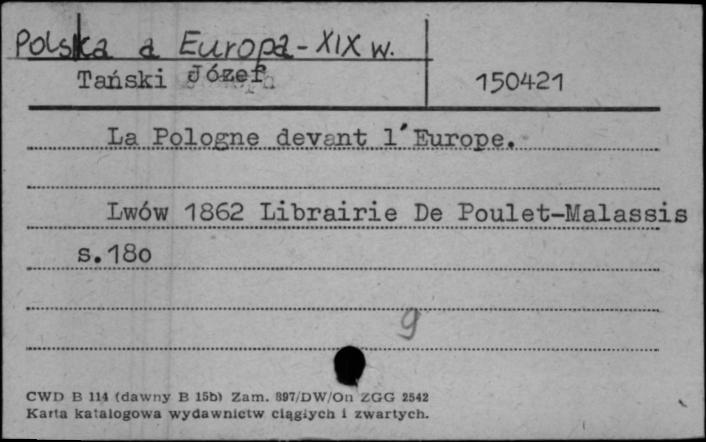 Polska a Europa - XIX w.
Tański Józef 150421
La Pologne devant l'Europe.
Lwów 1862 Librairie De Poulet-Malassis
s.180
9
CWD B 114 (dawny B 15b) Zam. 897/DW/On ZGG 2542
Karta katalogowa wydawnictw ciągłych i zwartych.